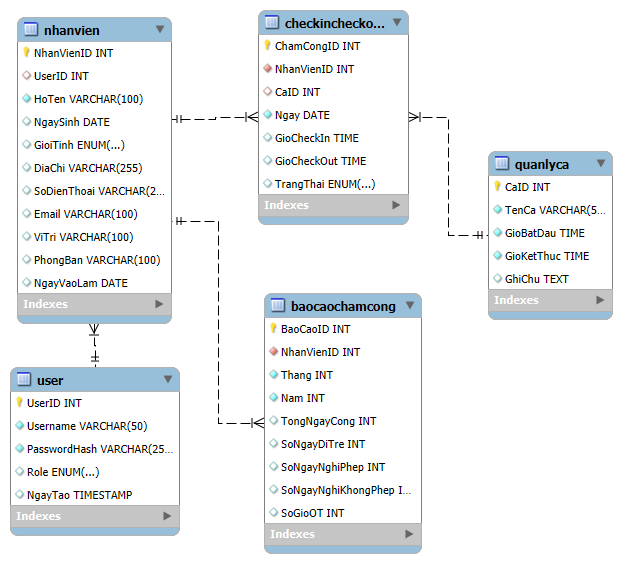 nhanvien
NhanVienID INT
UserID INT
HoTen VARCHAR(100)
NgaySinh DATE
GioiTinh ENUM(...)
DiaChi VARCHAR(255)
SoDienThoai VARCHAR(2...
Email VARCHAR(100)
ViTri VARCHAR(100)
PhongBan VARCHAR(100)
NgayVaoLam DATE
Indexes
checkinchecko...
ChamCongID INT
NhanVienID INT
CaID INT
Ngay DATE
GioCheckIn TIME
GioCheckOut TIME
TrangThai ENUM(...)
Indexes
quanlyca
CaID INT
TenCa VARCHAR(5...
GioBatDau TIME
GioKetThuc TIME
GhiChu TEXT
Indexes
baocaochamcong
BaoCaoID INT
NhanVienID INT
Thang INT
Nam INT
TongNgayCong INT
SoNgayDiTre INT
SoNgayNghiPhep INT
SoNgayNghiKhongPhep I...
SoGioOT INT
Indexes
user
UserID INT
Username VARCHAR(50)
PasswordHash VARCHAR(25...
Role ENUM(...)
NgayTao TIMESTAMP
Indexes